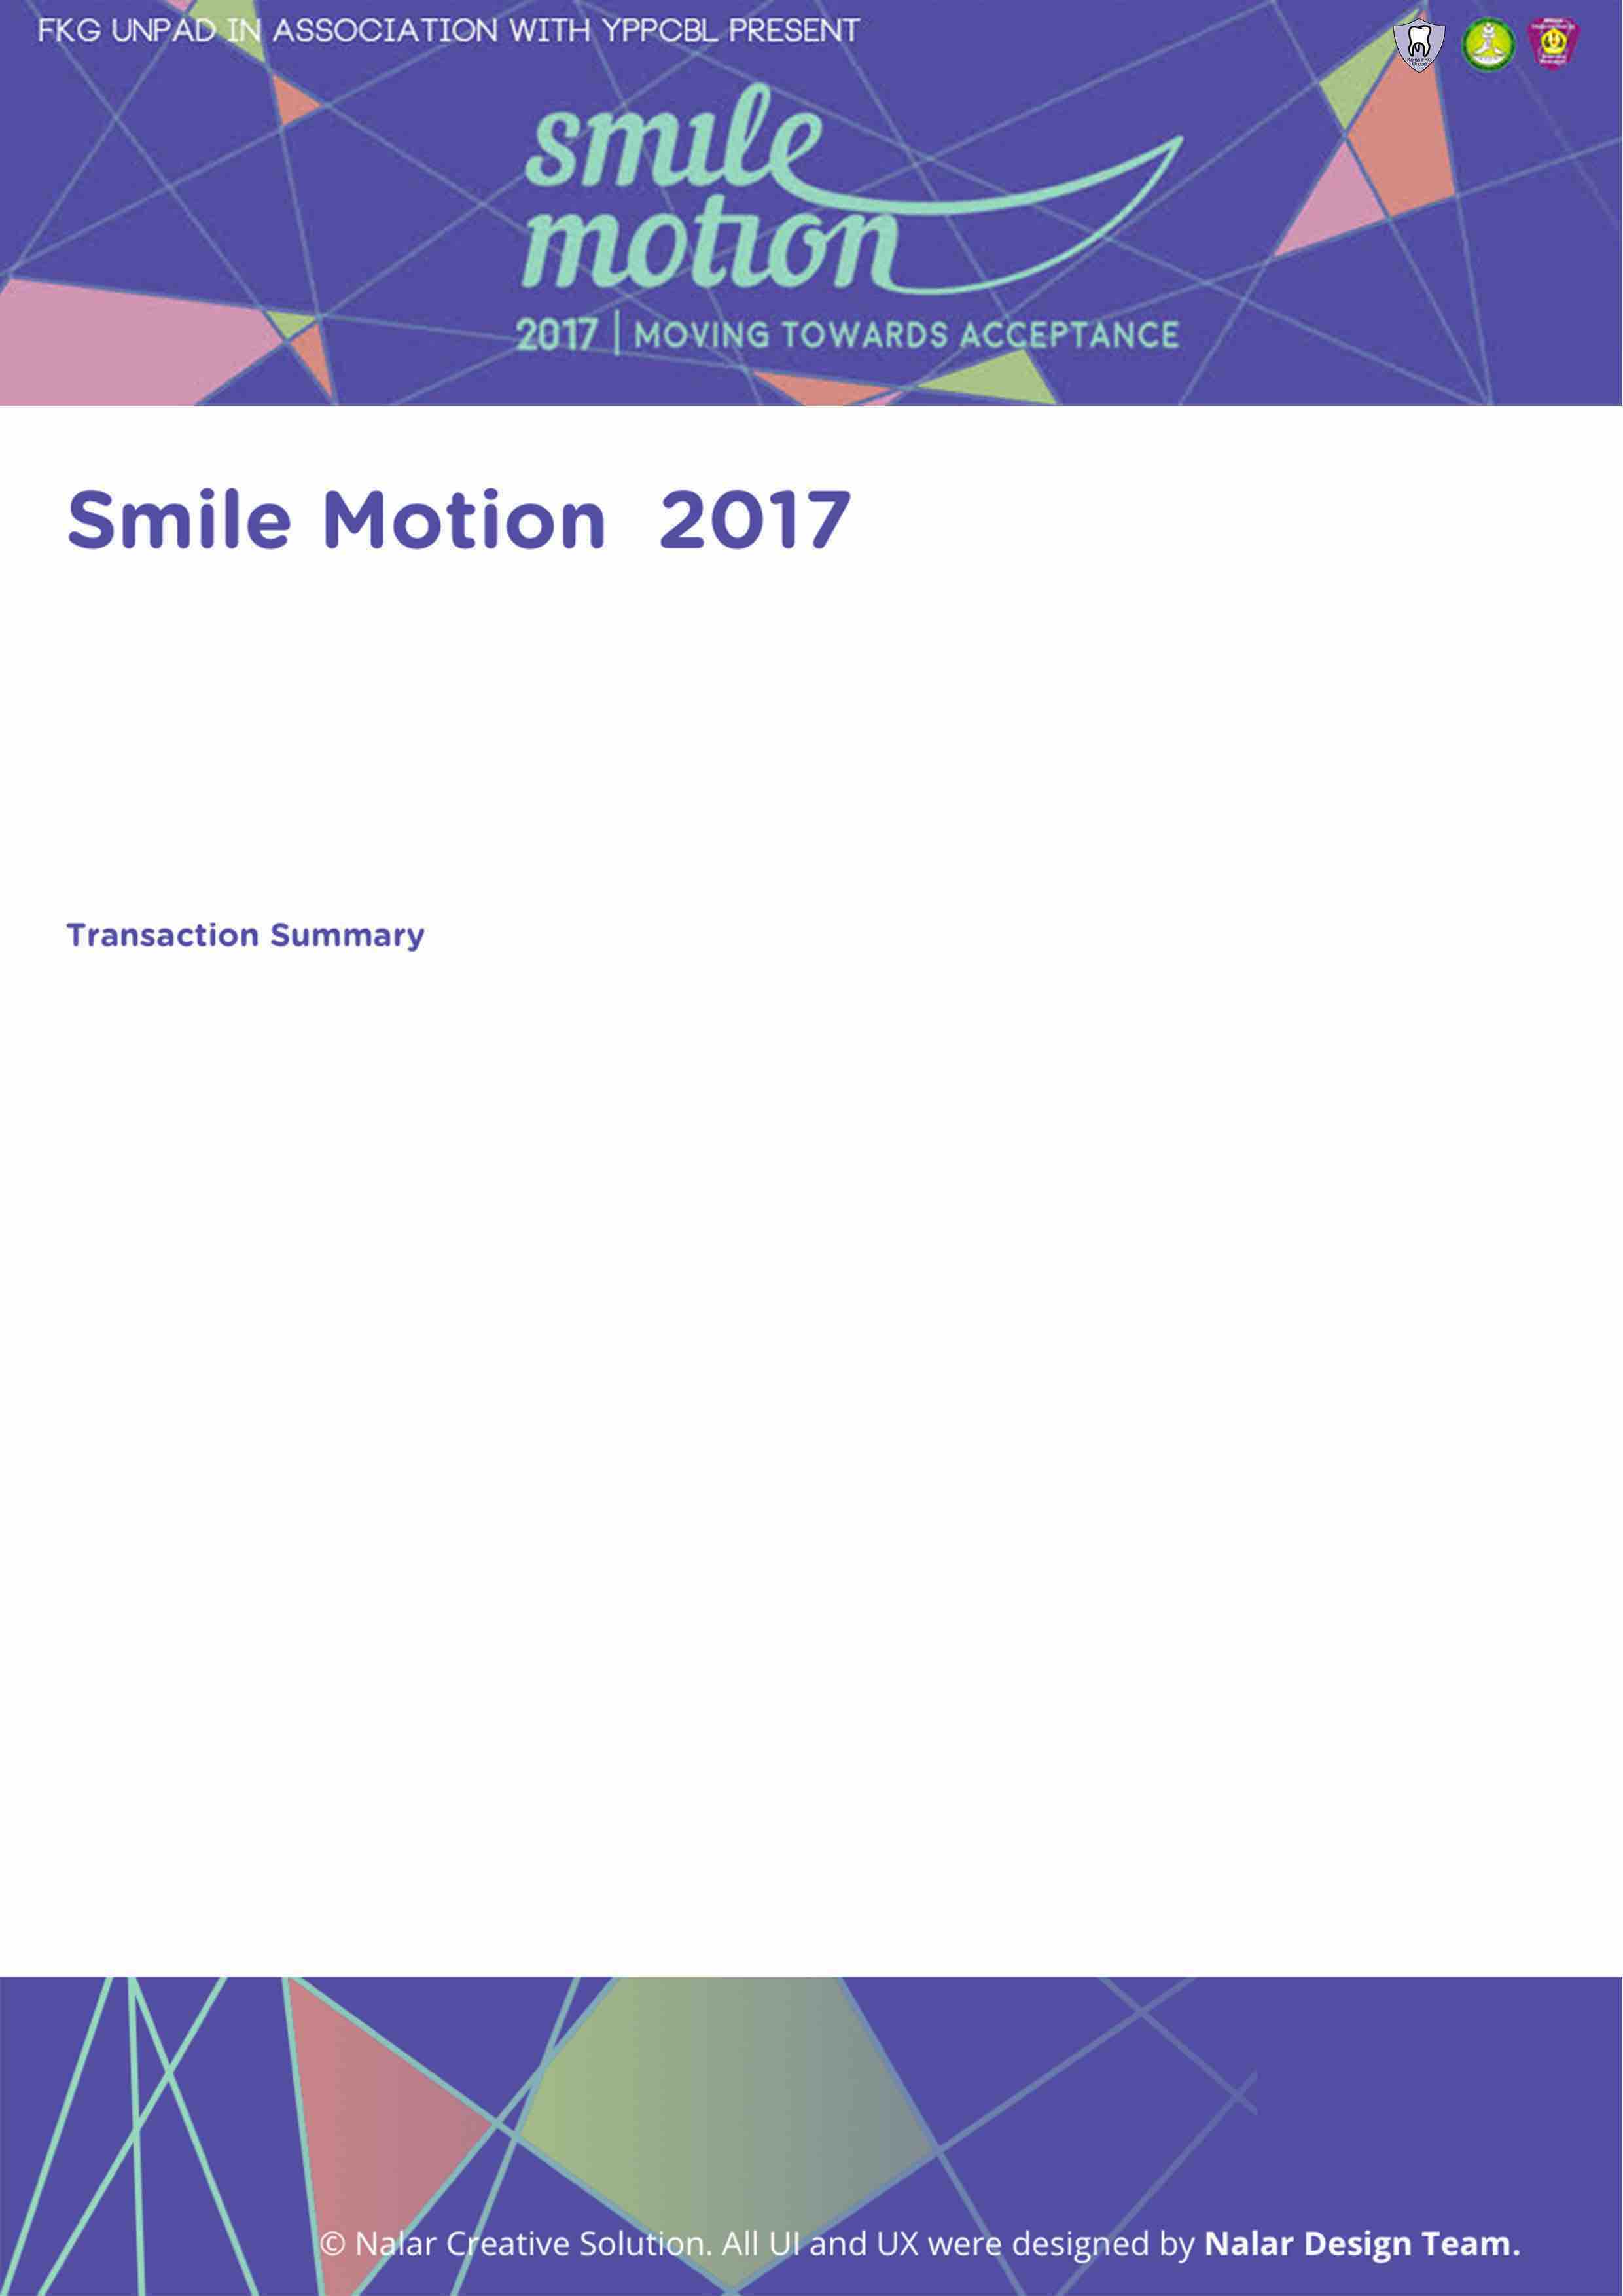 FKG UNPAD IN ASSOCIATION WITH YPPCBL PRESENT
smile
motion
2017 | MOVING TOWARDS ACCEPTANCE
Smile Motion 2017
Transaction Summary
© Nalar Creative Solution. All UI and UX were designed by Nalar Design Team.